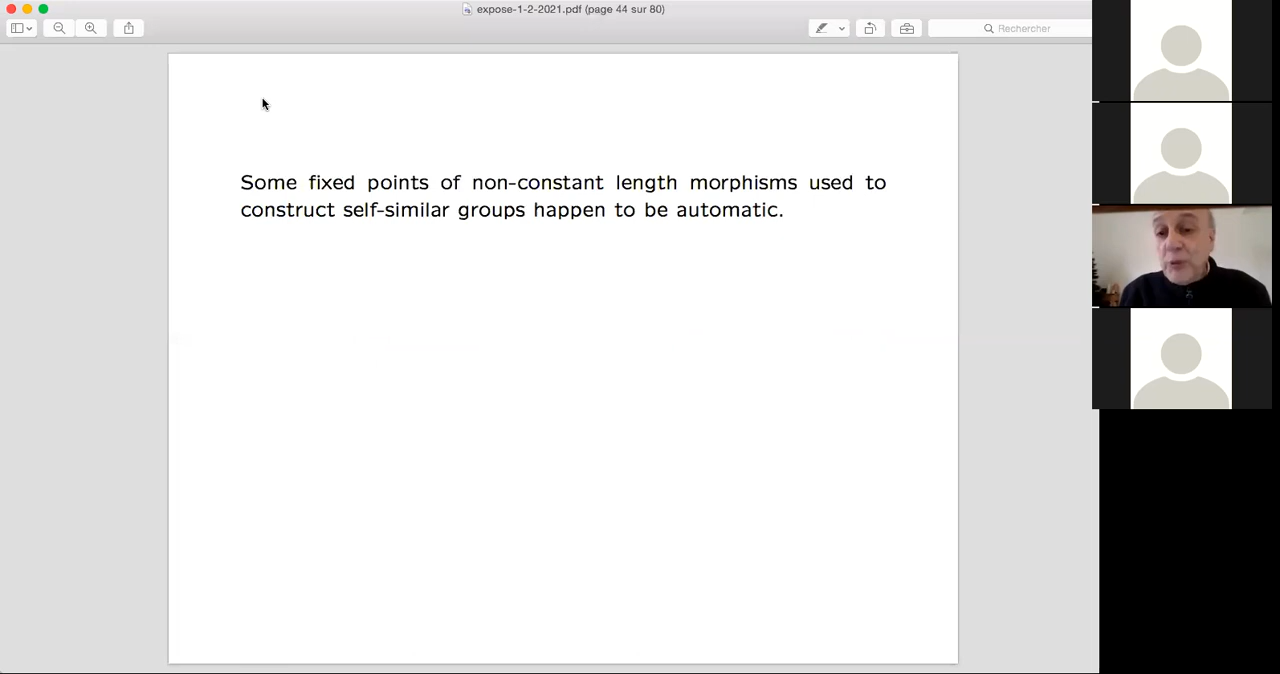 expose-1-2-2021.pdf (page 44 sur 80)
Rechercher
Some fixed points of non-constant length morphisms used to
construct self-similar groups happen to be automatic.